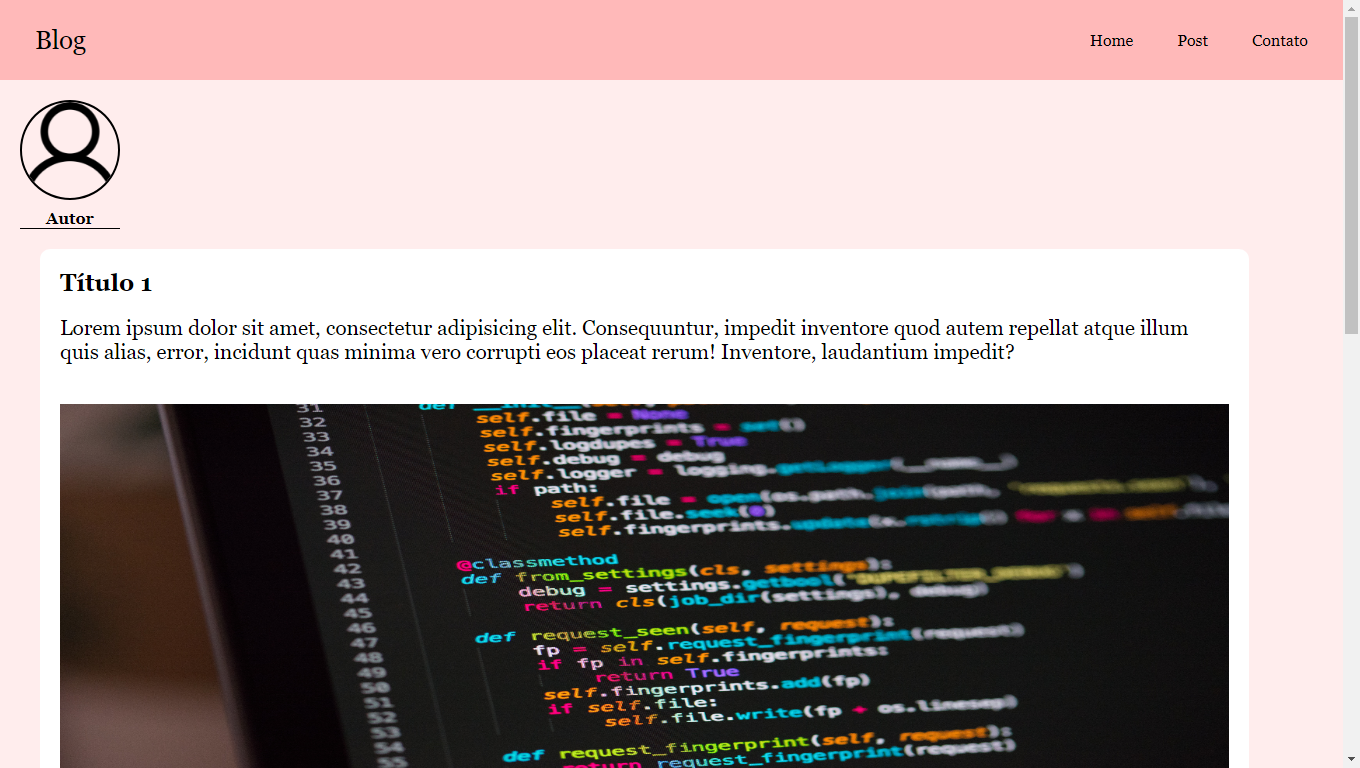 Blog
Home Post Contato
Autor
Título 1
Lorem ipsum dolor sit amet, consectetur adipisicing elit. Consequuntur, impedit inventore quod autem repellat atque illum
quis alias, error, incidunt quas minima vero corrupti eos placeat rerum! Inventore, laudantium impedit?
31 def __init__(self,
32 self.file = None
33 self.fingerprints = set()
34 self.logdupes = True
35 self.debug = debug
36 self.logger = logging.getLogger(__name__)
37 if path:
38 self.file = open(os.path.join(path,
39 self.file.seek(0)
40 self.fingerprints.update(
41
42 @classmethod
43 def from_settings(cls, settings):
44 debug = settings.getbool(
45 return cls(job_dir(settings), debug)
46
47 def request_seen(self, request):
48 fp = self.request_fingerprint(request)
49 if fp in self.fingerprints:
50 return True
51 self.fingerprints.add(fp)
52 if self.file:
53 self.file.write(fp + os.linesep)
54
55 def request_fingerprint(self, request):
return request_fingerprint(request)